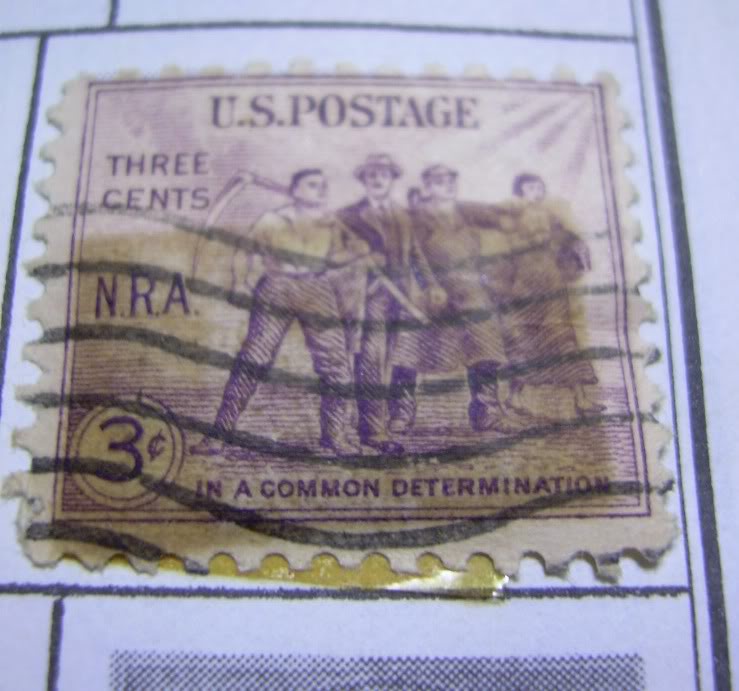 U.S.POSTAGE
THREE
CENTS
N.R.A.
3¢
IN A COMMON DETERMINATION